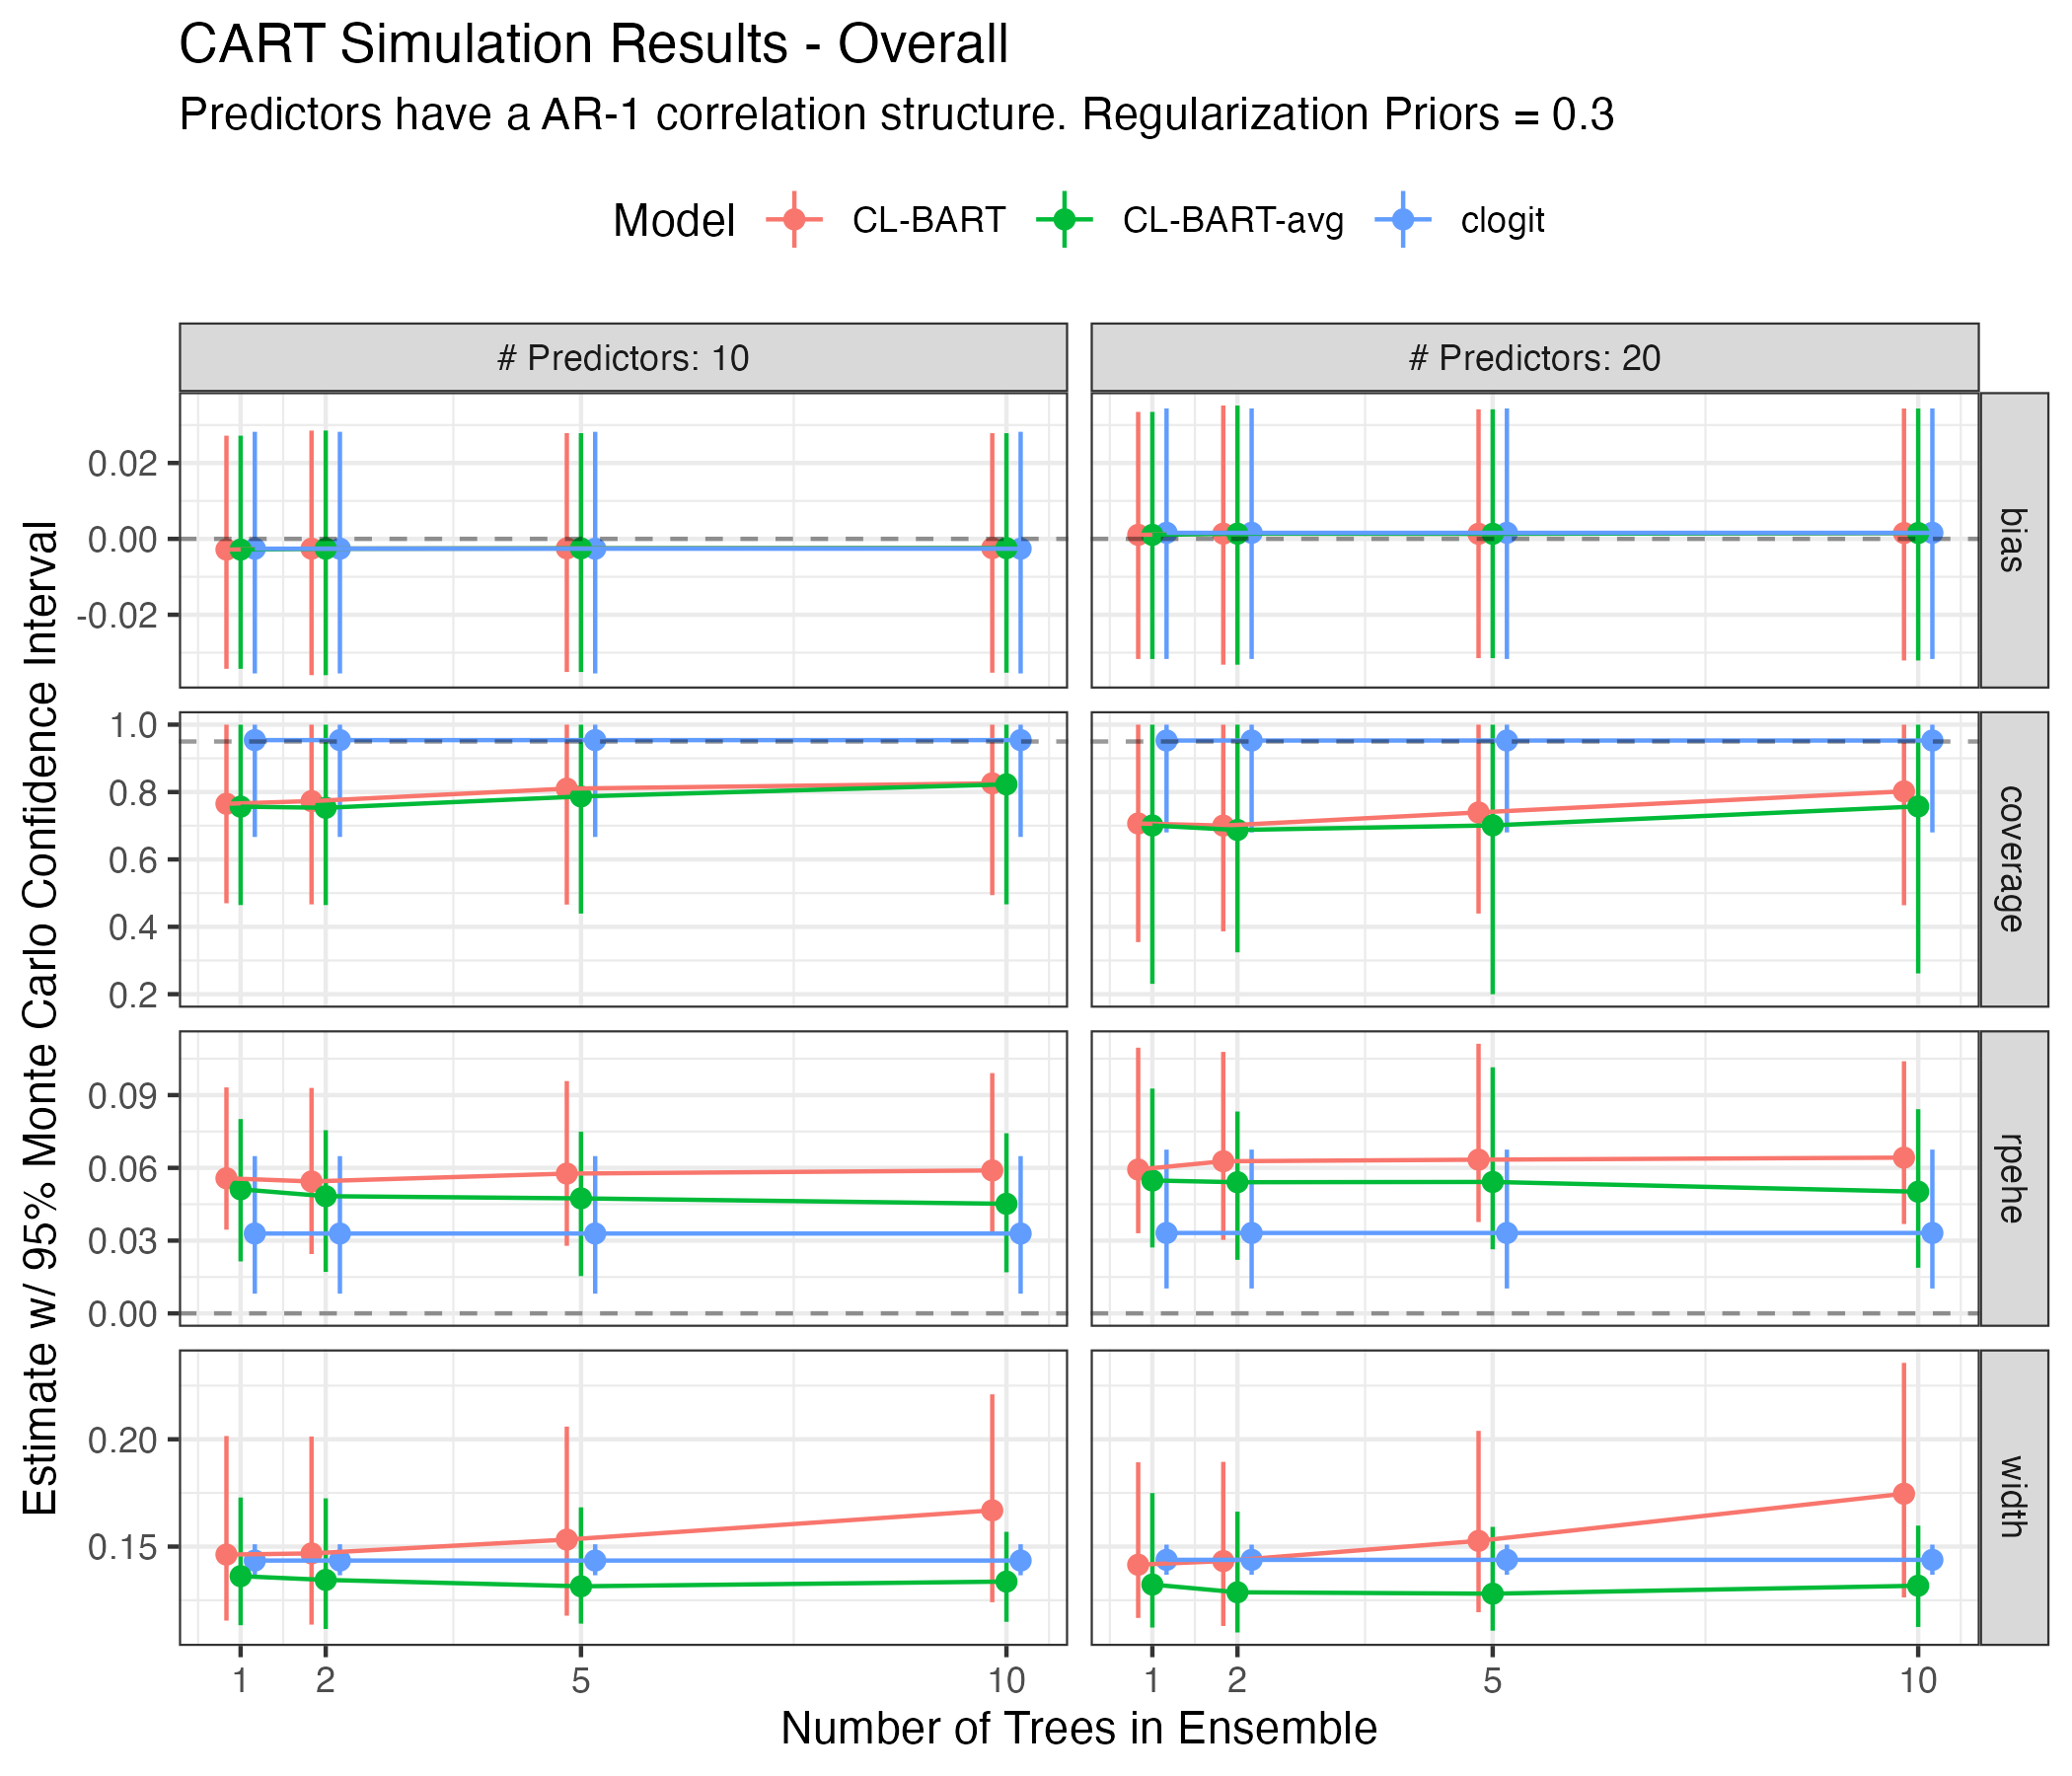 CART Simulation Results - Overall
Predictors have a AR-1 correlation structure. Regularization Priors = 0.3
Model CL-BART CL-BART-avg clogit
# Predictors: 10
# Predictors: 20
Estimate w/ 95% Monte Carlo Confidence Interval
0.02
0.00
-0.02
bias
1.0
0.8
0.6
0.4
0.2
coverage
0.09
0.06
0.03
0.00
rpehe
0.20
0.15
width
1 2 5 10
1 2 5 10
Number of Trees in Ensemble